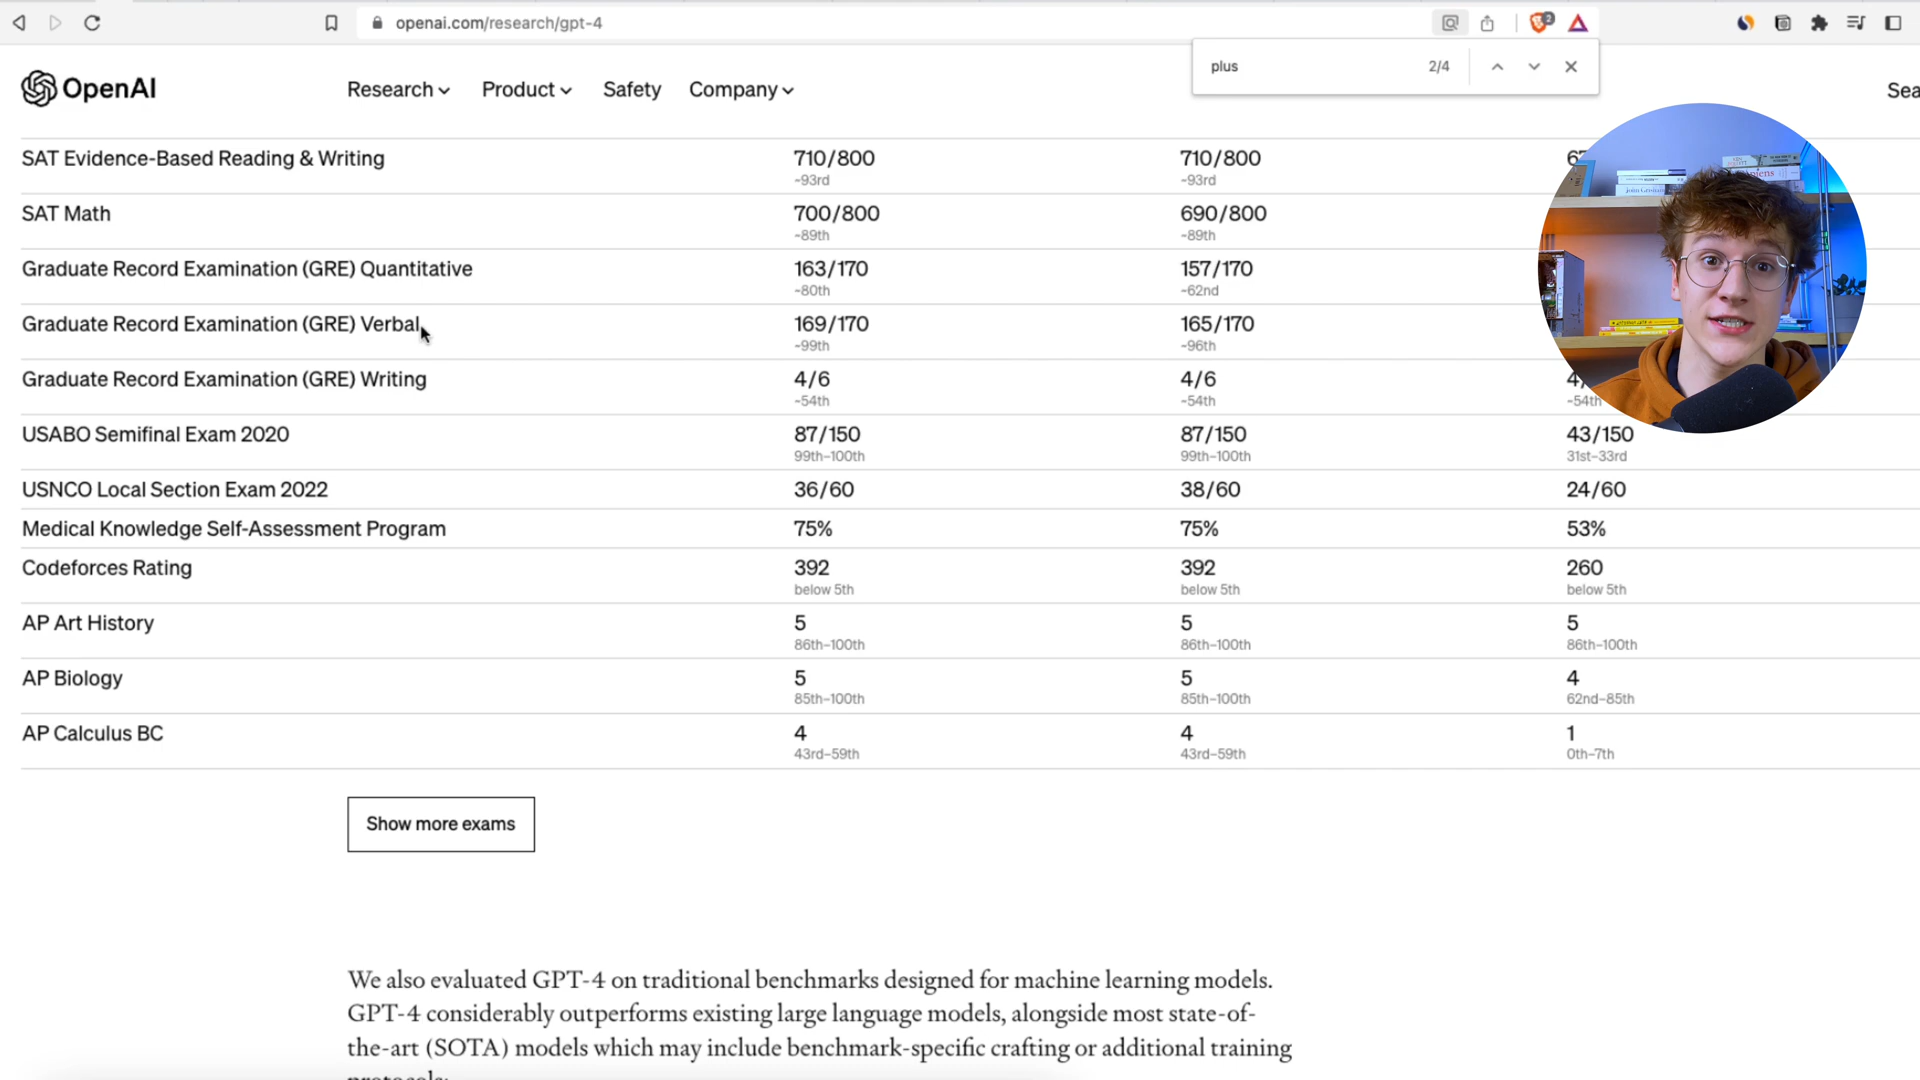 openai.com/research/gpt-4
plus 2/4
OpenAI Research Product Safety Company Sea
SAT Evidence-Based Reading & Writing 710/800 710/800
~93rd ~93rd
SAT Math 700/800 690/800
~89th ~89th
Graduate Record Examination (GRE) Quantitative 163/170 157/170
~80th ~62nd
Graduate Record Examination (GRE) Verbal 169/170 165/170
~99th ~96th
Graduate Record Examination (GRE) Writing 4/6 4/6 4/
~54th ~54th ~54th
USABO Semifinal Exam 2020 87/150 87/150 43/150
99th–100th 99th–100th 31st–33rd
USNCO Local Section Exam 2022 36/60 38/60 24/60
Medical Knowledge Self-Assessment Program 75% 75% 53%
Codeforces Rating 392 392 260
below 5th below 5th below 5th
AP Art History 5 5 5
86th–100th 86th–100th 86th–100th
AP Biology 5 5 4
85th–100th 85th–100th 62nd–85th
AP Calculus BC 4 4 1
43rd–59th 43rd–59th 0th–7th
Show more exams
We also evaluated GPT-4 on traditional benchmarks designed for machine learning models.
GPT-4 considerably outperforms existing large language models, alongside most state-of-
the-art (SOTA) models which may include benchmark-specific crafting or additional training
protocols: